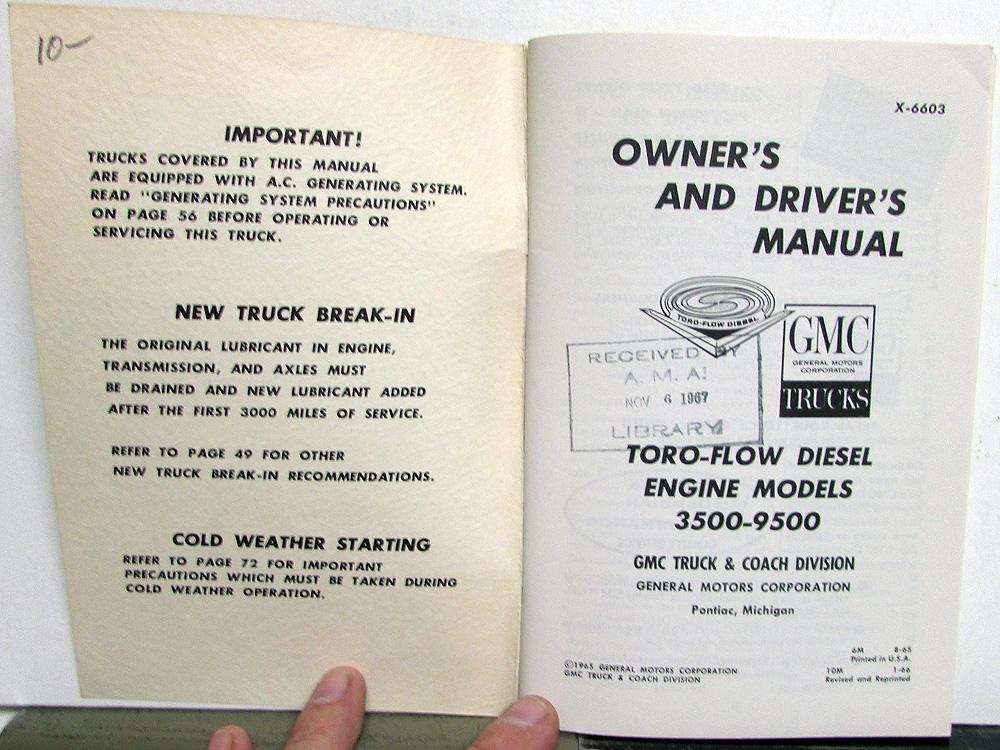 10-
IMPORTANT!
TRUCKS COVERED BY THIS MANUAL
ARE EQUIPPED WITH A.C. GENERATING SYSTEM.
READ "GENERATING SYSTEM PRECAUTIONS"
ON PAGE 56 BEFORE OPERATING OR
SERVICING THIS TRUCK.
NEW TRUCK BREAK-IN
THE ORIGINAL LUBRICANT IN ENGINE,
TRANSMISSION, AND AXLES MUST
BE DRAINED AND NEW LUBRICANT ADDED
AFTER THE FIRST 3000 MILES OF SERVICE.
REFER TO PAGE 49 FOR OTHER
NEW TRUCK BREAK-IN RECOMMENDATIONS.
COLD WEATHER STARTING
REFER TO PAGE 72 FOR IMPORTANT
PRECAUTIONS WHICH MUST BE TAKEN DURING
COLD WEATHER OPERATION.
X-6603
OWNER'S
AND DRIVER'S
MANUAL
TORO-FLOW DIESEL
GMC
GENERAL MOTORS
CORPORATION
TRUCKS
RECEIVED BY
A. M. A.
NOV 6 1967
LIBRARY
TORO-FLOW DIESEL
ENGINE MODELS
3500-9500
GMC TRUCK & COACH DIVISION
GENERAL MOTORS CORPORATION
Pontiac, Michigan
©1965 GENERAL MOTORS CORPORATION
GMC TRUCK & COACH DIVISION
6M 8-65
Printed in U.S.A.
10M 1-66
Revised and Reprinted